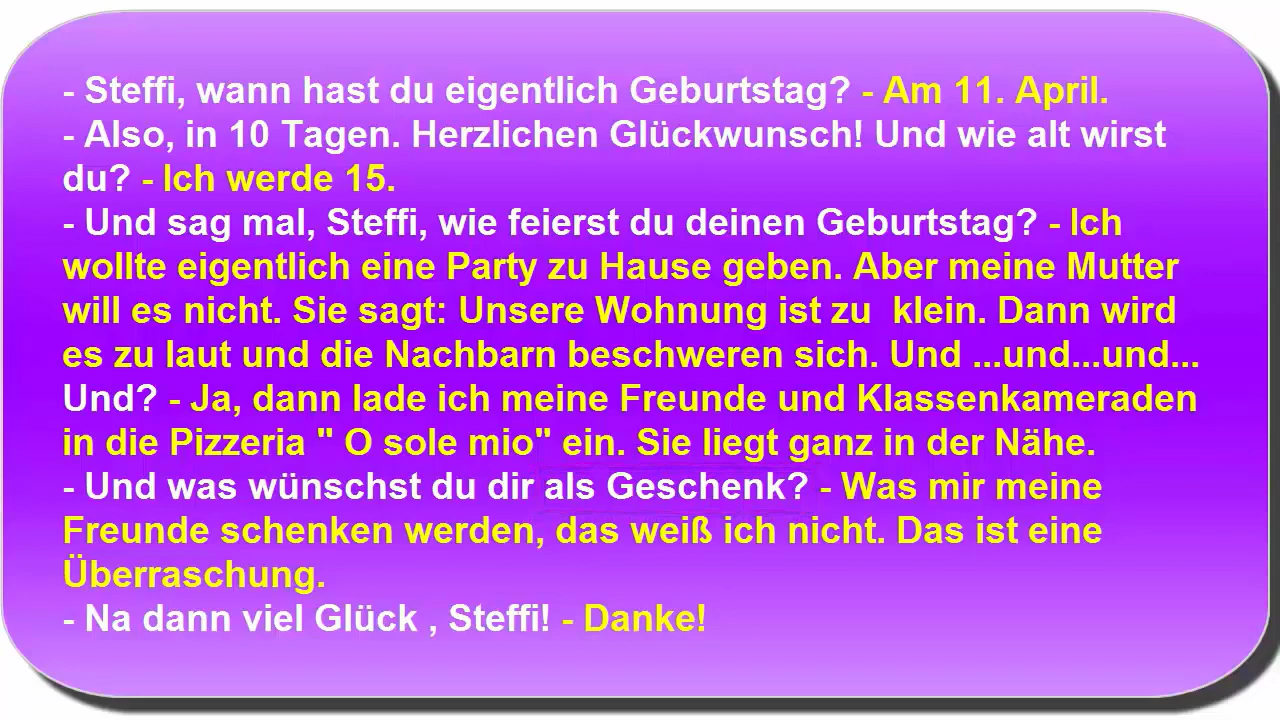 - Steffi, wann hast du eigentlich Geburtstag? - Am 11. April.
- Also, in 10 Tagen. Herzlichen Glückwunsch! Und wie alt wirst
du? - Ich werde 15.
- Und sag mal, Steffi, wie feierst du deinen Geburtstag? - Ich
wollte eigentlich eine Party zu Hause geben. Aber meine Mutter
will es nicht. Sie sagt: Unsere Wohnung ist zu  klein. Dann wird
es zu laut und die Nachbarn beschweren sich. Und ...und...und...
Und? - Ja, dann lade ich meine Freunde und Klassenkameraden
in die Pizzeria " O sole mio" ein. Sie liegt ganz in der Nähe.
- Und was wünschst du dir als Geschenk? - Was mir meine
Freunde schenken werden, das weiß ich nicht. Das ist eine
Überraschung.
- Na dann viel Glück , Steffi! - Danke!